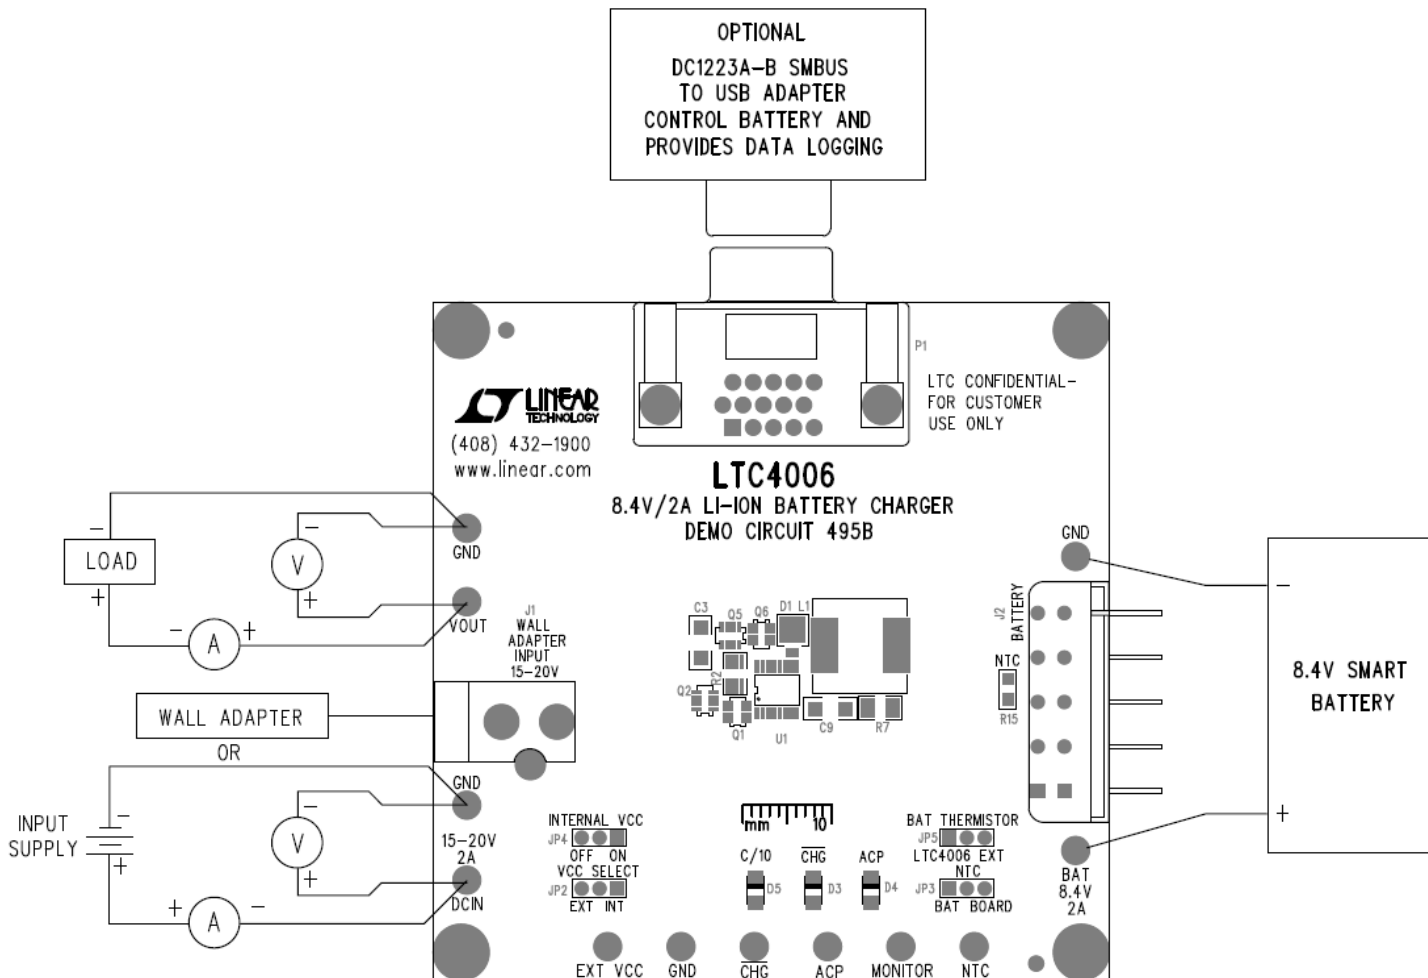 OPTIONAL
DC1223A-B SMBUS
TO USB ADAPTER
CONTROL BATTERY AND
PROVIDES DATA LOGGING
P1
LTC CONFIDENTIAL-
FOR CUSTOMER
USE ONLY
LINEAR
TECHNOLOGY
(408) 432-1900
www.linear.com
LTC4006
8.4V/2A LI-ION BATTERY CHARGER
DEMO CIRCUIT 495B
-
LOAD
+
-
V
+
- A +
GND
VOUT
J1
WALL
ADAPTER
INPUT
15-20V
WALL ADAPTER
OR
INPUT
SUPPLY
-
+
-
V
+
+ A -
GND
15-20V
2A
DCIN
C3
Q5
Q6
D1
L1
R2
Q2
Q1
U1
C9
R7
GND
J2
BATTERY
NTC
R15
-
8.4V SMART
BATTERY
+
BAT
8.4V
2A
INTERNAL VCC
JP4
OFF ON
VCC SELECT
JP2
EXT INT
mm 10
C/10
CHG
ACP
D5
D3
D4
BAT THERMISTOR
JP5
LTC4006 EXT
NTC
JP3
BAT BOARD
EXT VCC
GND
CHG
ACP
MONITOR
NTC